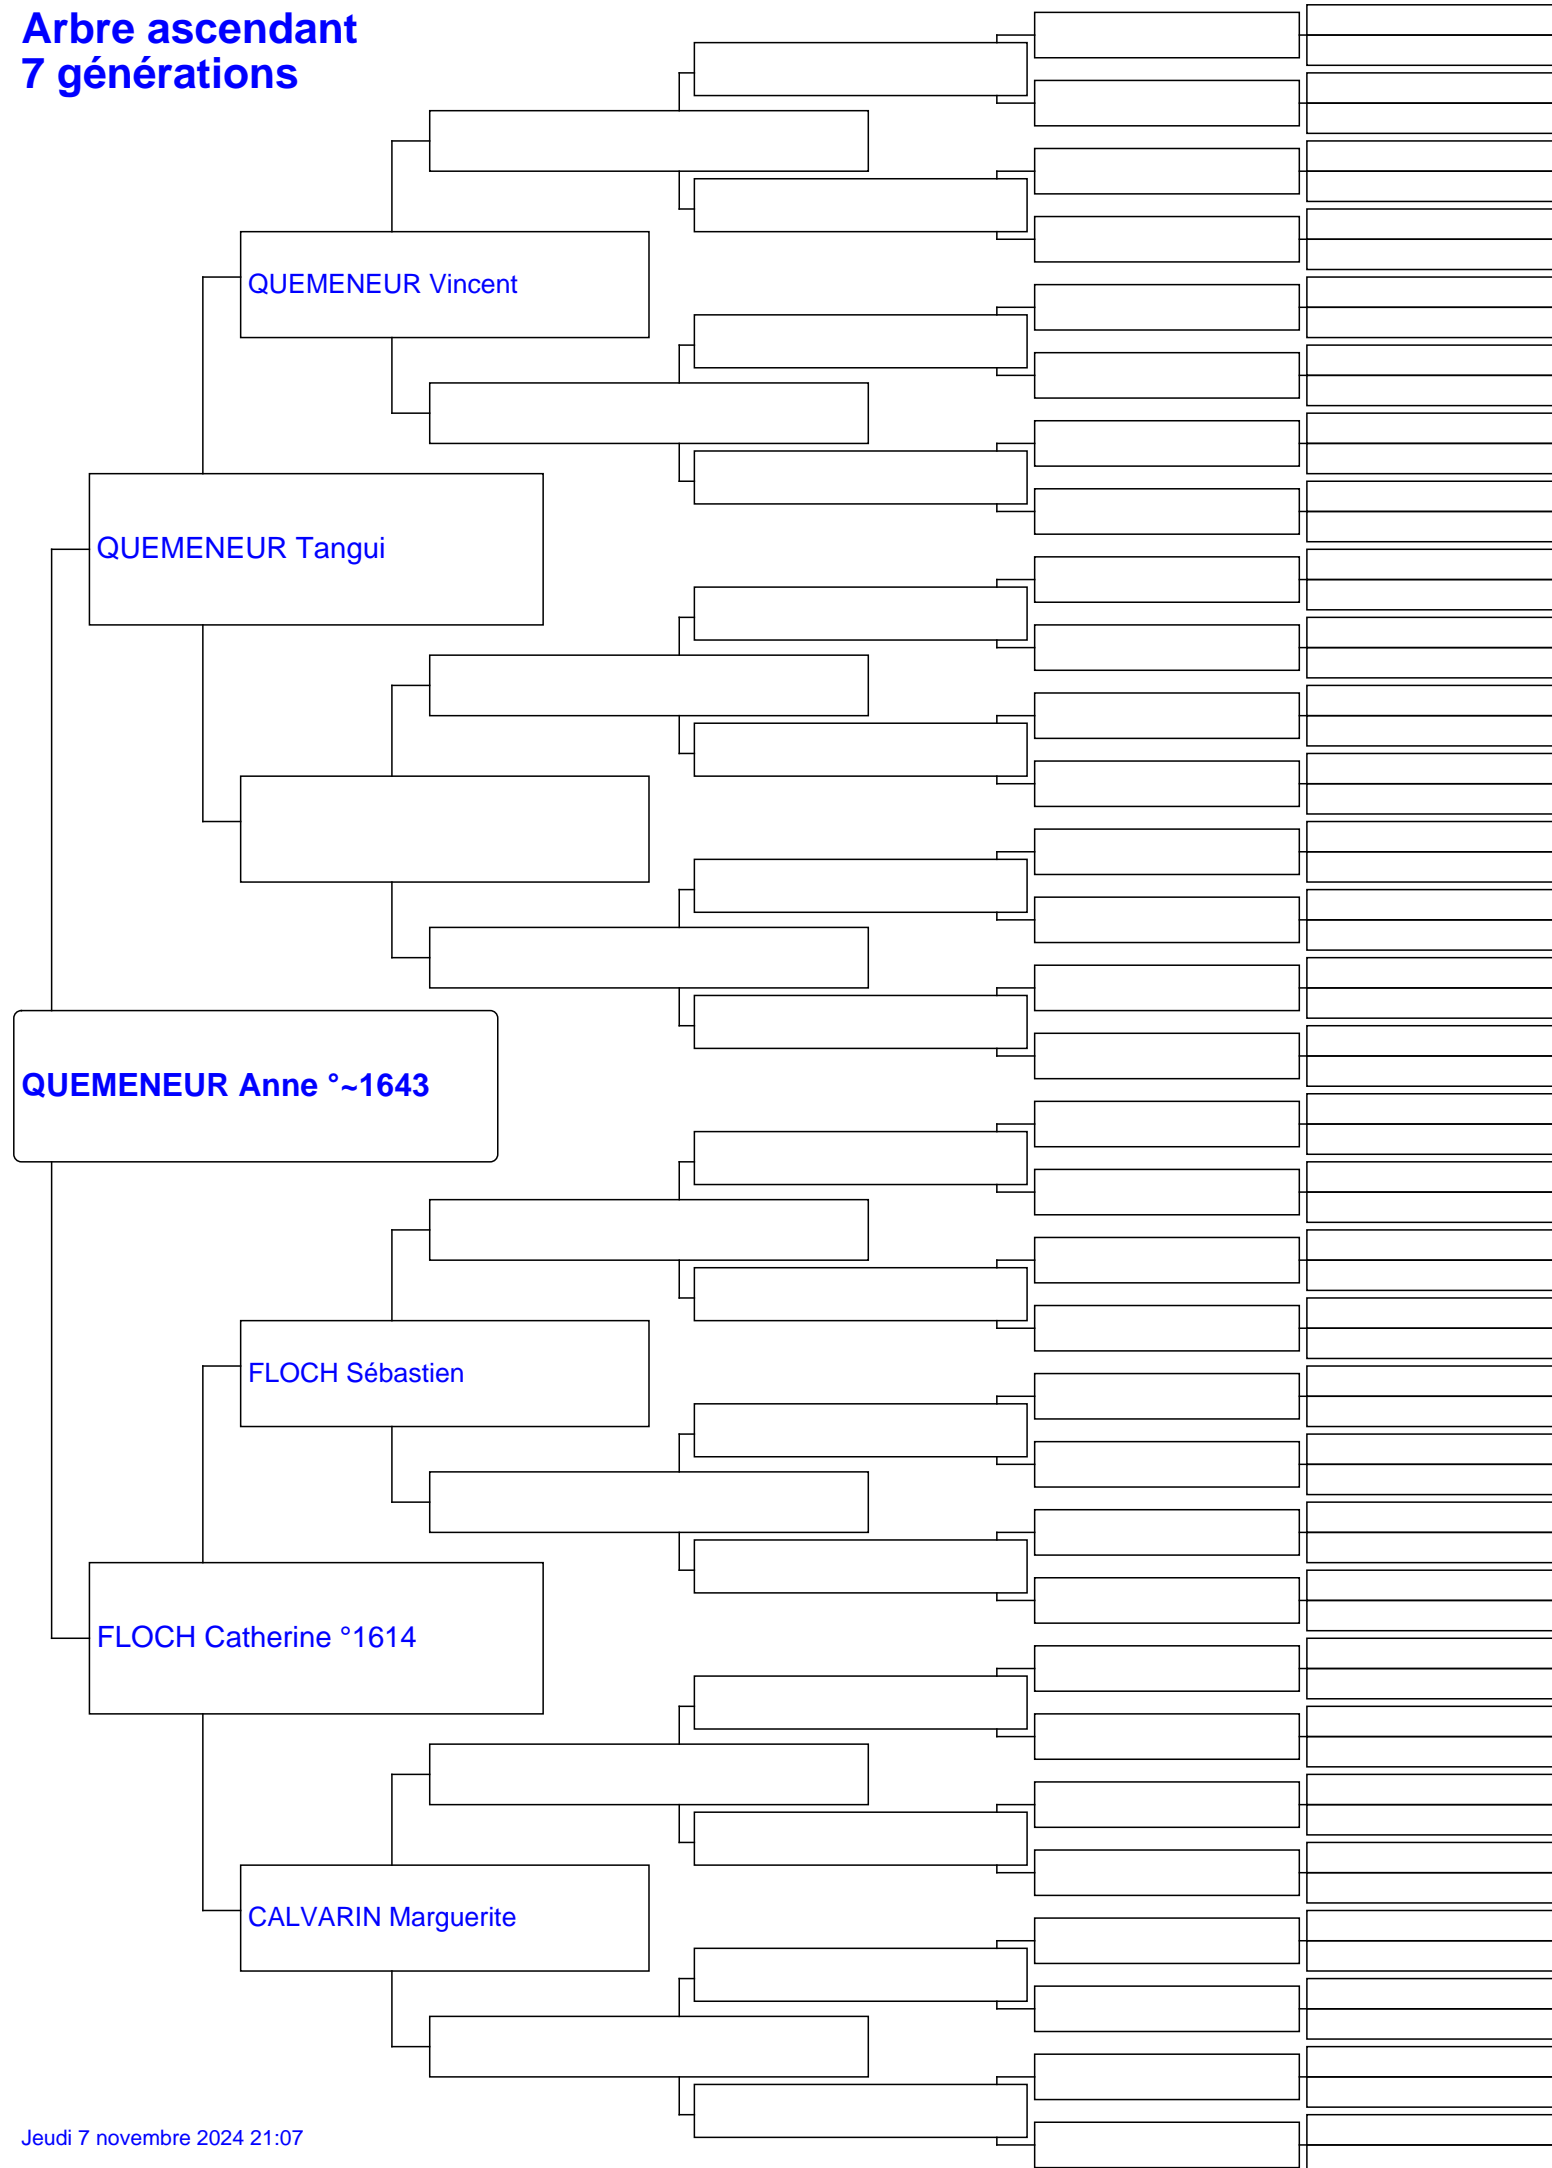 Arbre ascendant
7 générations
QUEMENEUR Vincent
QUEMENEUR Tangui
QUEMENEUR Anne °~1643
FLOCH Sébastien
FLOCH Catherine °1614
CALVARIN Marguerite
Jeudi 7 novembre 2024 21:07